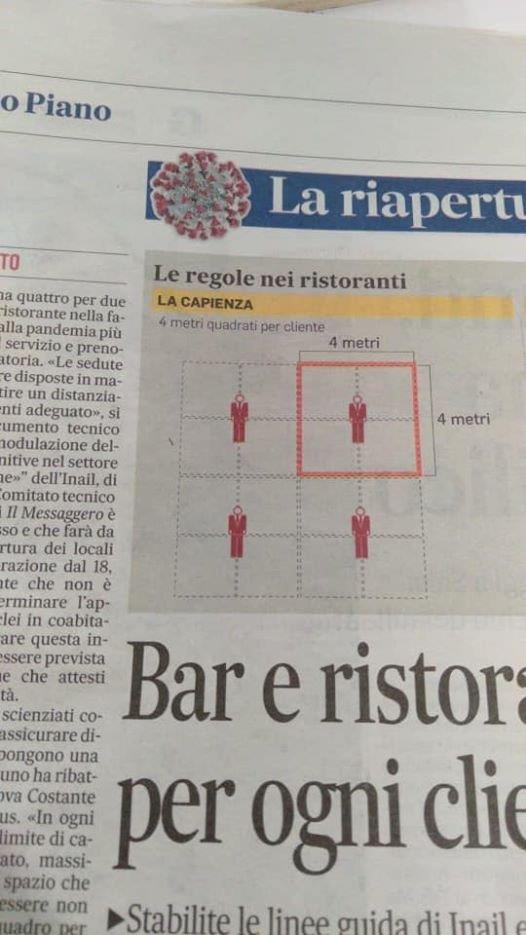 o Piano
La riapertu
TO
na quattro per due
ristorante nella fa-
alla pandemia più
l servizio e preno-
atoria. «Le sedute
re disposte in ma-
tire un distanzia-
enti adeguato», si
cumento tecnico
modulazione del-
nitive nel settore
ne»" dell'Inail, di
Comitato tecnico
i Il Messaggero è
sso e che farà da
rtura dei locali
razione dal 18,
nte che non è
erminare l'ap-
clei in coabita-
rare questa in-
essere prevista
ne che attesti
tà.
scienziati co-
assicurare di-
pongono una
uno ha ribat-
ova Costante
us. «In ogni
limite di ca-
ato, massi-
spazio che
essere non
quadro per
Le regole nei ristoranti
LA CAPIENZA
4 metri quadrati per cliente
4 metri
4 metri
Bar e ristora
per ogni clie
▶Stabilite le linee guida di Inail e